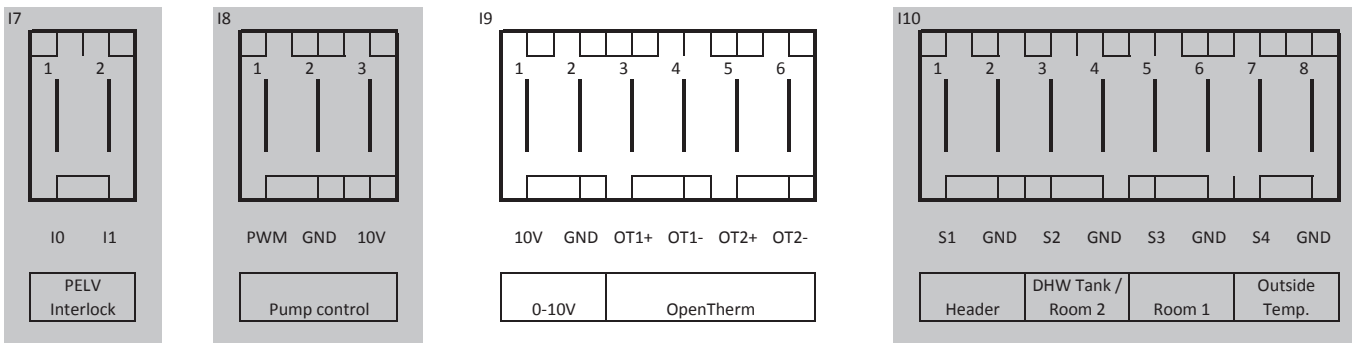 I7
1 2
I0 I1
PELV
Interlock
I8
1 2 3
PWM GND 10V
Pump control
I9
1 2 3 4 5 6
10V GND OT1+ OT1- OT2+ OT2-
0-10V OpenTherm
I10
1 2 3 4 5 6 7 8
S1 GND S2 GND S3 GND S4 GND
Header
DHW Tank /
Room 2
Room 1
Outside
Temp.